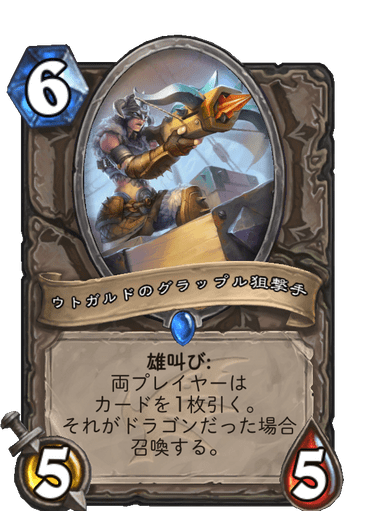 6
ウトガルドのグラップル狙撃手
雄叫び:
両プレイヤーは
カードを1枚引く。
それがドラゴンだった場合
召喚する。
5
5